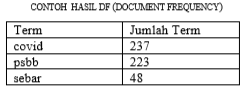 CONTOH HASIL DF (DOCUMENT FREQUENCY)
Term Jumlah Term
covid 237
psbb 223
sebar 48